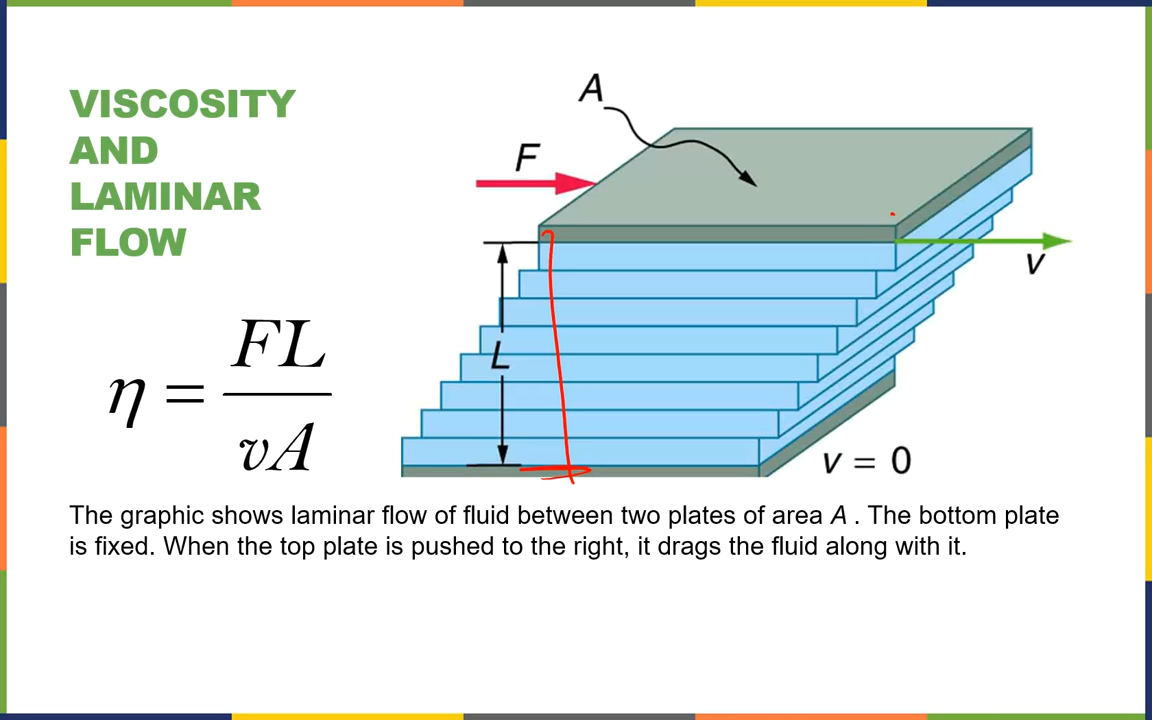 VISCOSITY
AND
LAMINAR
FLOW
A
F
v
L
v = 0
η = FL / vA
The graphic shows laminar flow of fluid between two plates of area A . The bottom plate
is fixed. When the top plate is pushed to the right, it drags the fluid along with it.